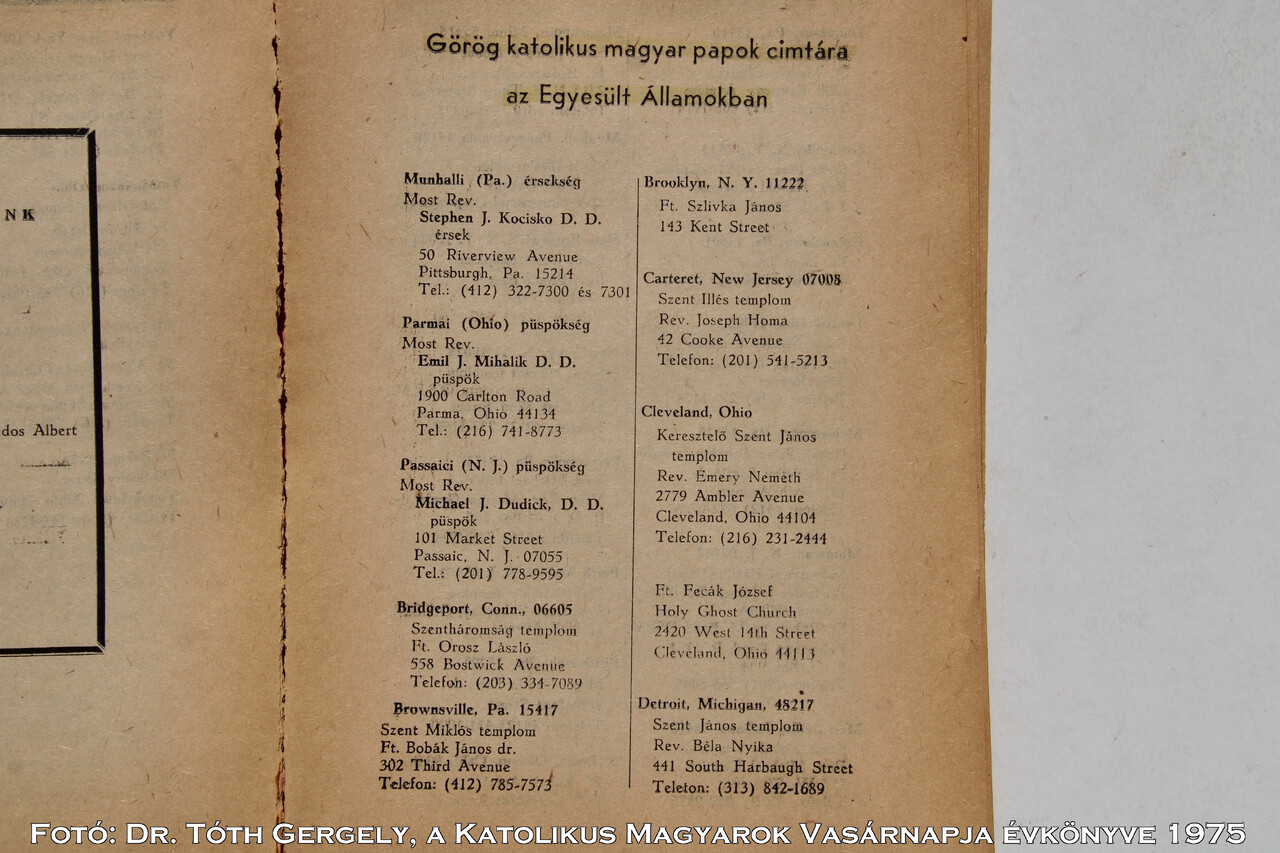 NK
dos Albert
Görög katolikus magyar papok cimtára
az Egyesült Államokban
Munhalli (Pa.) érsekség
Most Rev.
Stephen J. Kocisko D. D.
érsek
50 Riverview Avenue
Pittsburgh, Pa. 15214
Tel.: (412) 322-7300 és 7301
Parmai (Ohio) püspökség
Most Rev.
Emil J. Mihalik D. D.
püspök
1900 Carlton Road
Parma, Ohio 44134
Tel.: (216) 741-8773
Passaici (N. J.) püspökség
Most Rev.
Michael J. Dudick, D. D.
püspök
101 Market Street
Passaic, N. J. 07055
Tel.: (201) 778-9595
Bridgeport, Conn., 06605
Szentháromság templom
Ft. Orosz László
558 Bostwick Avenue
Telefon: (203) 334-7089
Brownsville, Pa. 15417
Szent Miklós templom
Ft. Bobák János dr.
302 Third Avenue
Telefon: (412) 785-7573
Brooklyn, N. Y. 11222
Ft. Szlivka János
143 Kent Street
Carteret, New Jersey 07008
Szent Illés templom
Rev. Joseph Homa
42 Cooke Avenue
Telefon: (201) 541-5213
Cleveland, Ohio
Keresztelő Szent János
templom
Rev. Emery Nemeth
2779 Ambler Avenue
Cleveland, Ohio 44104
Telefon: (216) 231-2444
Ft. Fecák József
Holy Ghost Church
2420 West 14th Street
Cleveland, Ohio 44113
Detroit, Michigan, 48217
Szent János templom
Rev. Béla Nyika
441 South Harbaugh Street
Teleton: (313) 842-1689
Fotó: Dr. Tóth Gergely, a Katolikus Magyarok Vasárnapja évkönyve 1975